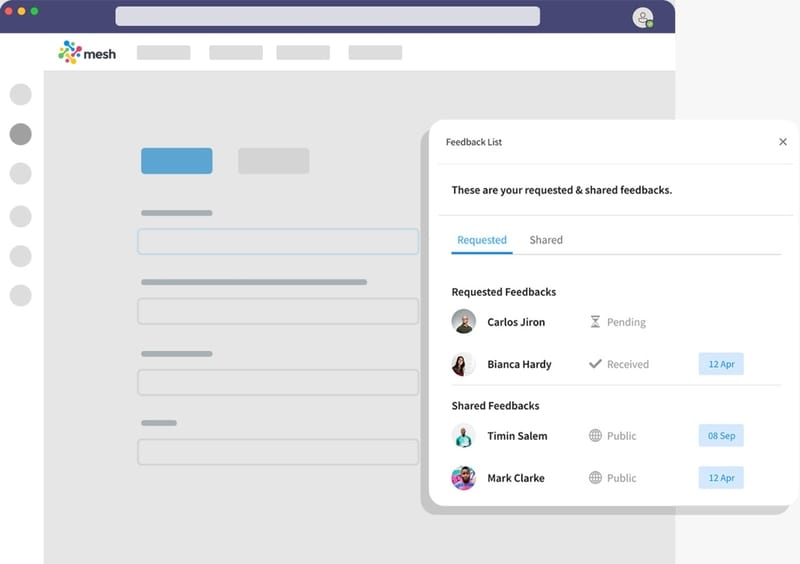 mesh
Feedback List
These are your requested & shared feedbacks.
Requested Shared
Requested Feedbacks
Carlos Jiron Pending
Bianca Hardy Received 12 Apr
Shared Feedbacks
Timin Salem Public 08 Sep
Mark Clarke Public 12 Apr